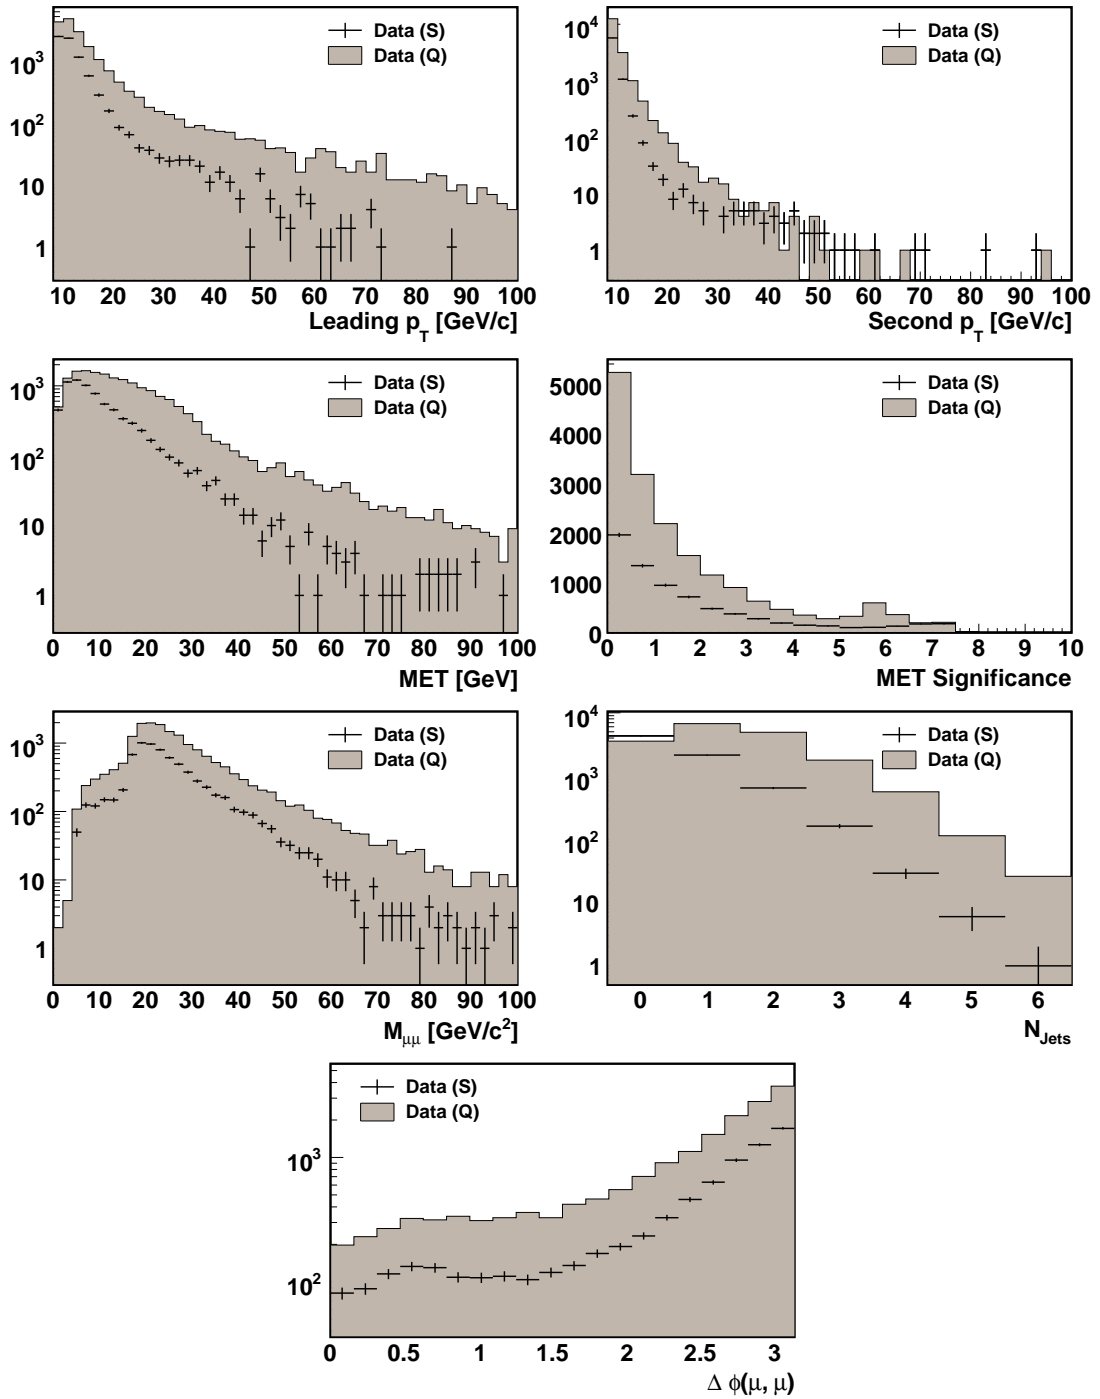 10³
10²
10
1
Data (S)
Data (Q)
10 20 30 40 50 60 70 80 90 100
Leading p_T [GeV/c]
10⁴
10³
10²
10
1
Data (S)
Data (Q)
10 20 30 40 50 60 70 80 90 100
Second p_T [GeV/c]
10³
10²
10
1
Data (S)
Data (Q)
0 10 20 30 40 50 60 70 80 90 100
MET [GeV]
5000
4000
3000
2000
1000
0
Data (S)
Data (Q)
0 1 2 3 4 5 6 7 8 9 10
MET Significance
10³
10²
10
1
Data (S)
Data (Q)
0 10 20 30 40 50 60 70 80 90 100
M_μμ [GeV/c²]
10⁴
10³
10²
10
1
Data (S)
Data (Q)
0 1 2 3 4 5 6
N_Jets
10³
10²
Data (S)
Data (Q)
0 0.5 1 1.5 2 2.5 3
Δ ϕ(μ, μ)